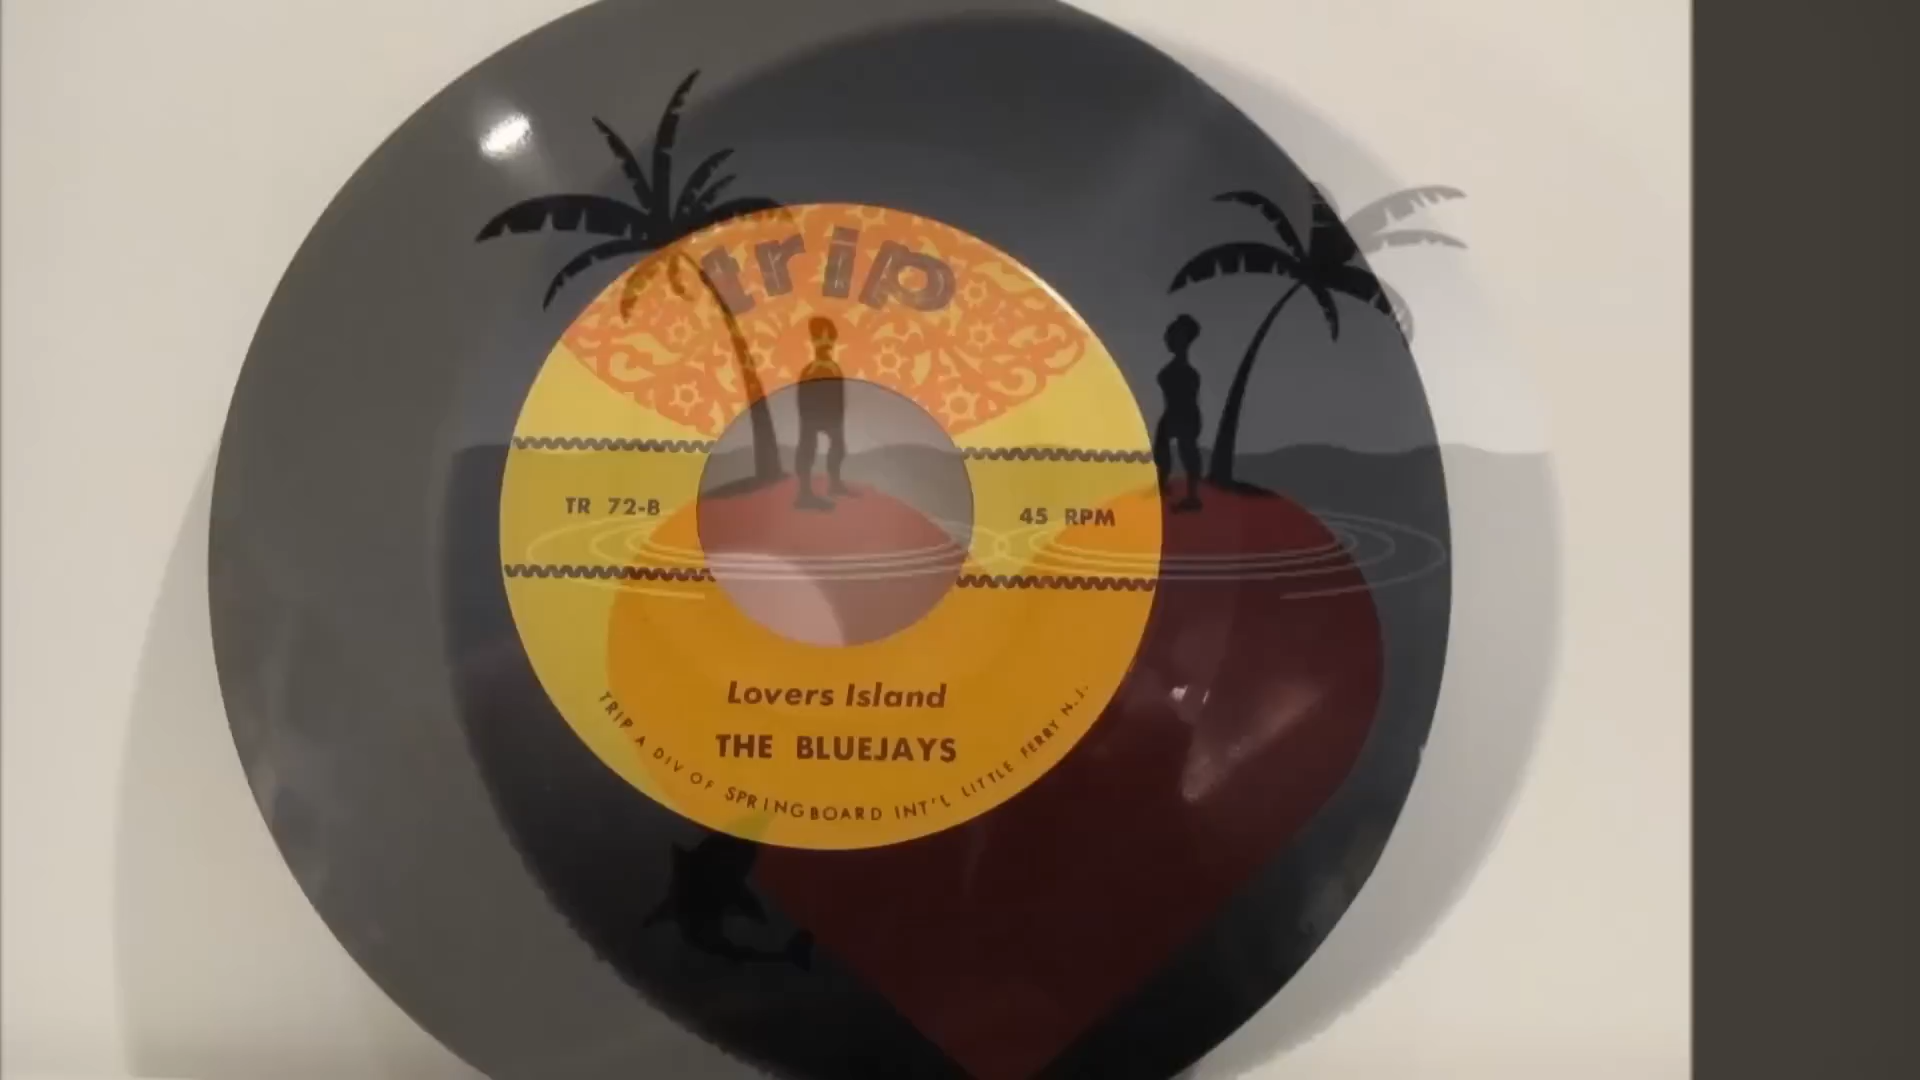 trip
TR 72-B
45 RPM
Lovers Island
THE BLUEJAYS
TRIP A DIV OF SPRINGBOARD INT'L LITTLE FERRY N.J.